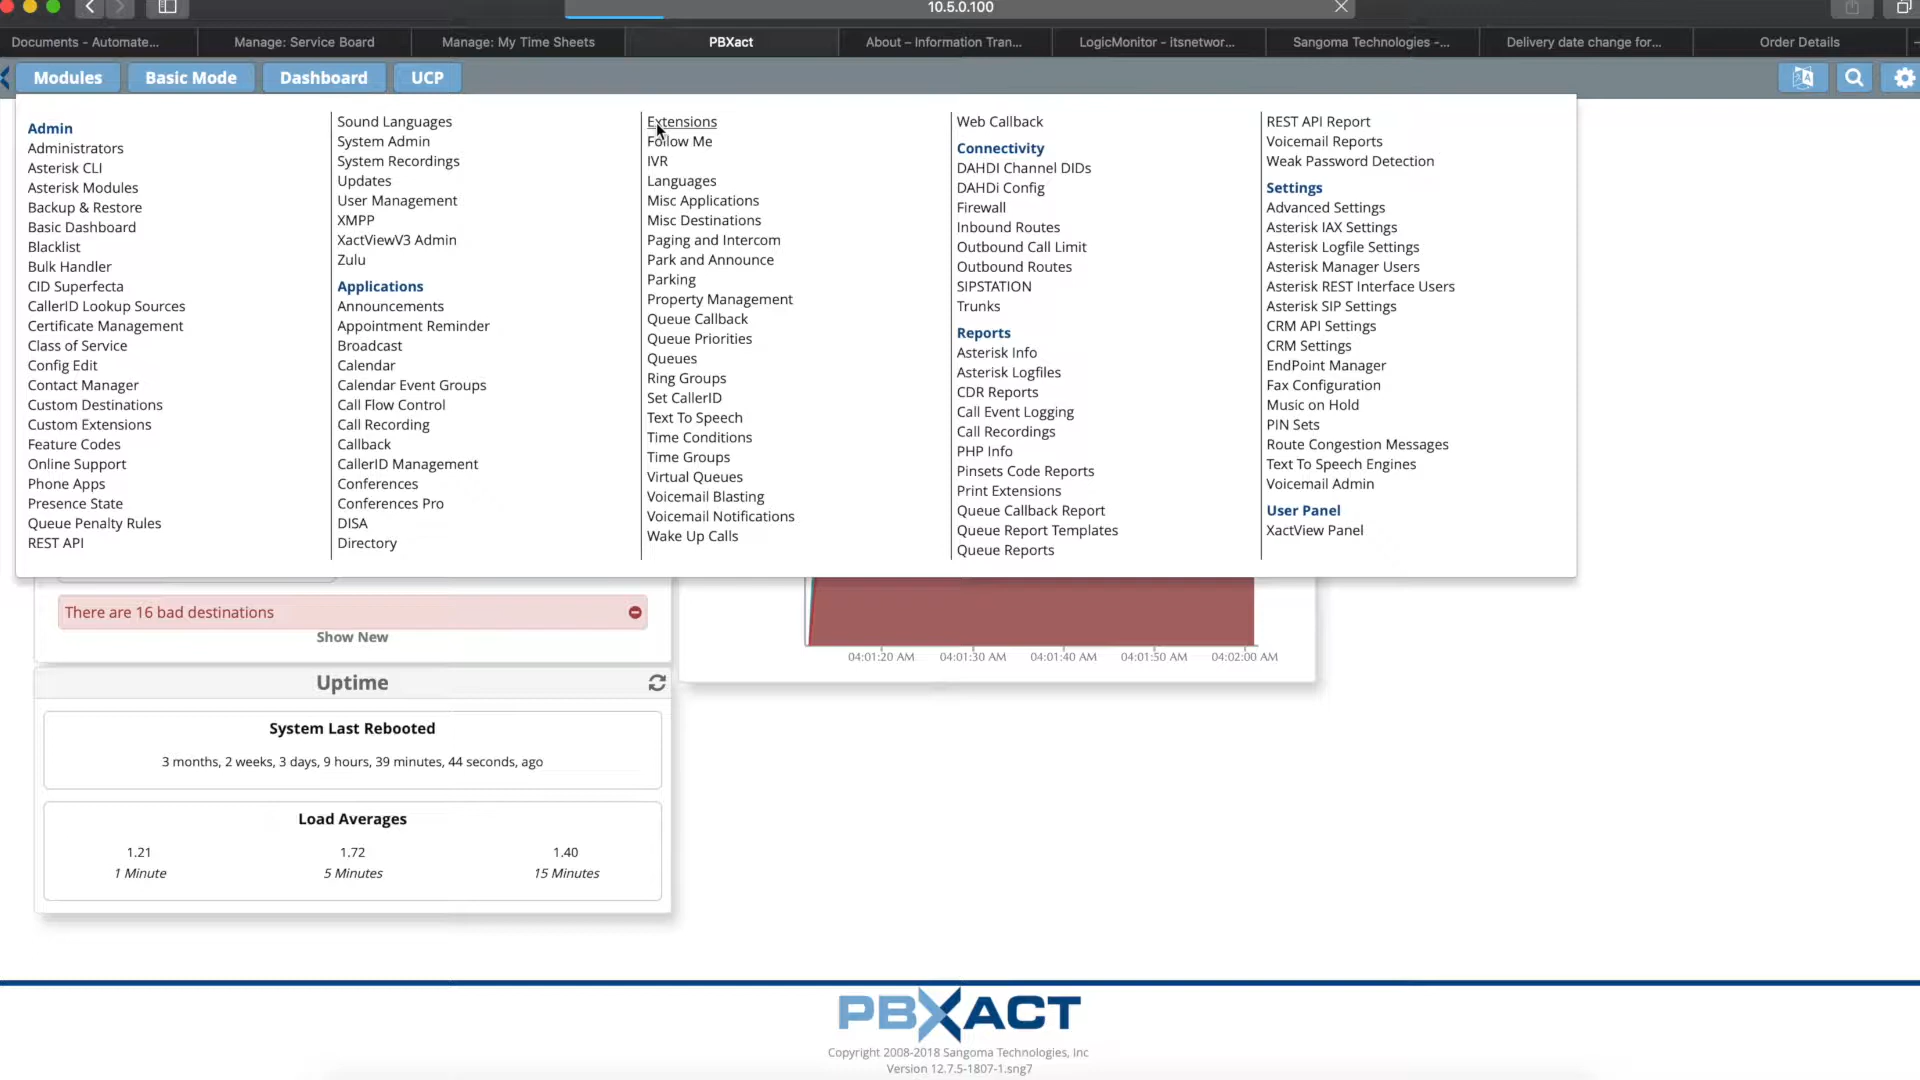 10.5.0.100
Documents - Automate...
Manage: Service Board
Manage: My Time Sheets
PBXact
About – Information Tran...
LogicMonitor - itsnetwor...
Sangoma Technologies -...
Delivery date change for...
Order Details
Modules
Basic Mode
Dashboard
UCP
Admin
Administrators
Asterisk CLI
Asterisk Modules
Backup & Restore
Basic Dashboard
Blacklist
Bulk Handler
CID Superfecta
CallerID Lookup Sources
Certificate Management
Class of Service
Config Edit
Contact Manager
Custom Destinations
Custom Extensions
Feature Codes
Online Support
Phone Apps
Presence State
Queue Penalty Rules
REST API
Sound Languages
System Admin
System Recordings
Updates
User Management
XMPP
XactViewV3 Admin
Zulu
Applications
Announcements
Appointment Reminder
Broadcast
Calendar
Calendar Event Groups
Call Flow Control
Call Recording
Callback
CallerID Management
Conferences
Conferences Pro
DISA
Directory
Extensions
Follow Me
IVR
Languages
Misc Applications
Misc Destinations
Paging and Intercom
Park and Announce
Parking
Property Management
Queue Callback
Queue Priorities
Queues
Ring Groups
Set CallerID
Text To Speech
Time Conditions
Time Groups
Virtual Queues
Voicemail Blasting
Voicemail Notifications
Wake Up Calls
Web Callback
Connectivity
DAHDI Channel DIDs
DAHDi Config
Firewall
Inbound Routes
Outbound Call Limit
Outbound Routes
SIPSTATION
Trunks
Reports
Asterisk Info
Asterisk Logfiles
CDR Reports
Call Event Logging
Call Recordings
PHP Info
Pinsets Code Reports
Print Extensions
Queue Callback Report
Queue Report Templates
Queue Reports
REST API Report
Voicemail Reports
Weak Password Detection
Settings
Advanced Settings
Asterisk IAX Settings
Asterisk Logfile Settings
Asterisk Manager Users
Asterisk REST Interface Users
Asterisk SIP Settings
CRM API Settings
CRM Settings
EndPoint Manager
Fax Configuration
Music on Hold
PIN Sets
Route Congestion Messages
Text To Speech Engines
Voicemail Admin
User Panel
XactView Panel
There are 16 bad destinations
Show New
04:01:20 AM 04:01:30 AM 04:01:40 AM 04:01:50 AM 04:02:00 AM
Uptime
System Last Rebooted
3 months, 2 weeks, 3 days, 9 hours, 39 minutes, 44 seconds, ago
Load Averages
1.21 1.72 1.40
1 Minute 5 Minutes 15 Minutes
PBXACT
Copyright 2008-2018 Sangoma Technologies, Inc
Version 12.7.5-1807-1.sng7